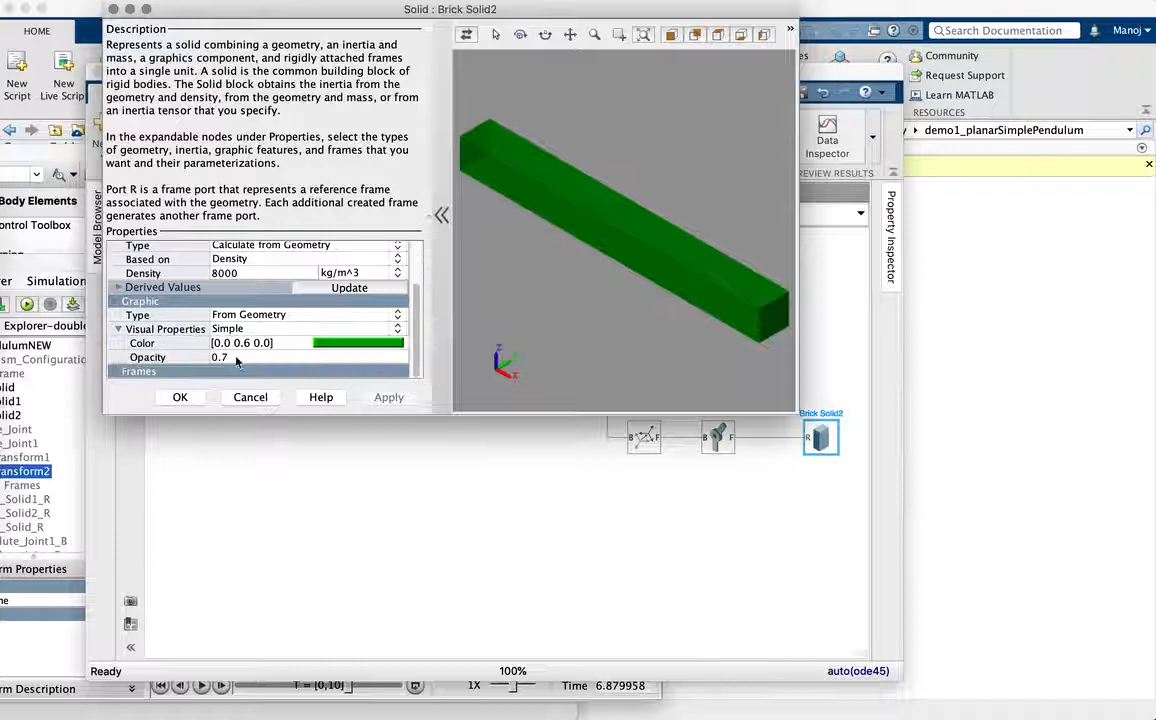 Solid : Brick Solid2
HOME
New
Script
New
Live Scrip
Search Documentation
Manoj
Community
Request Support
Learn MATLAB
RESOURCES
demo1_planarSimplePendulum
Data
Inspector
REVIEW RESULTS
Model Browser
Property Inspector
Description
Represents a solid combining a geometry, an inertia and
mass, a graphics component, and rigidly attached frames
into a single unit. A solid is the common building block of
rigid bodies. The Solid block obtains the inertia from the
geometry and density, from the geometry and mass, or from
an inertia tensor that you specify.
In the expandable nodes under Properties, select the types
of geometry, inertia, graphic features, and frames that you
want and their parameterizations.
Port R is a frame port that represents a reference frame
associated with the geometry. Each additional created frame
generates another frame port.
Properties
Type Calculate from Geometry
Based on Density
Density 8000 kg/m^3
Derived Values Update
Graphic
Type From Geometry
Visual Properties Simple
Color [0.0 0.6 0.0]
Opacity 0.7
Frames
OK Cancel Help Apply
Z
X
Body Elements
ontrol Toolbox
er Simulation
Explorer-double
dulumNEW
ism_Configuratio
rame
olid
olid1
olid2
e_Joint
e_Joint1
ransform1
ransform2
Frames
_Solid1_R
_Solid2_R
_Solid_R
lute_Joint1_B
rm Properties
me
rm Description
Brick Solid2
B F
B F
R
Ready 100% auto(ode45)
T = [0,10] 1X Time 6.879958